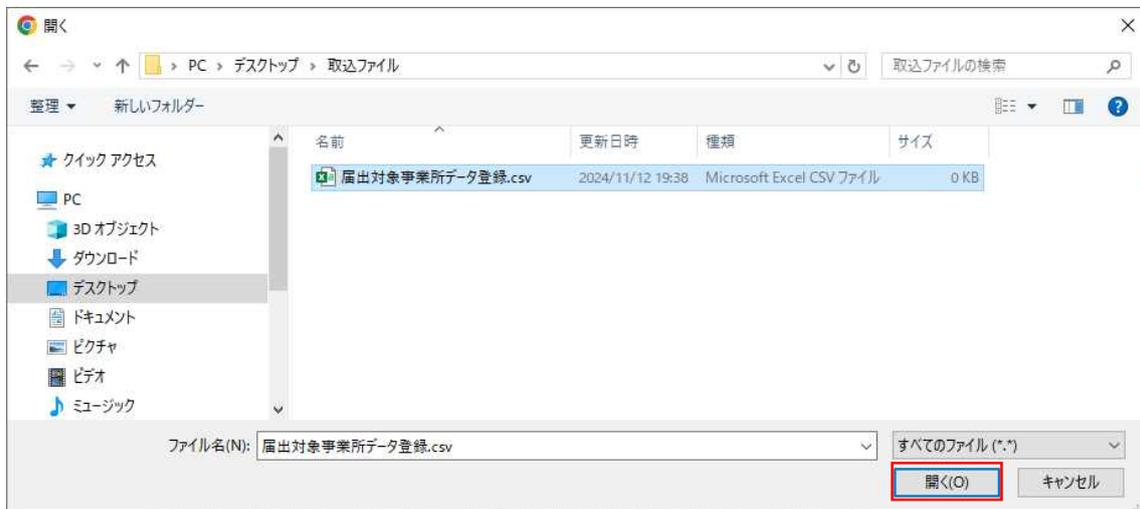 開く
PC › デスクトップ › 取込ファイル
取込ファイルの検索
整理 新しいフォルダー
名前 更新日時 種類 サイズ
クイック アクセス
届出対象事業所データ登録.csv 2024/11/12 19:38 Microsoft Excel CSV ファイル 0 KB
PC
3D オブジェクト
ダウンロード
デスクトップ
ドキュメント
ピクチャ
ビデオ
ミュージック
ファイル名(N): 届出対象事業所データ登録.csv すべてのファイル (*.*)
開く(O) キャンセル